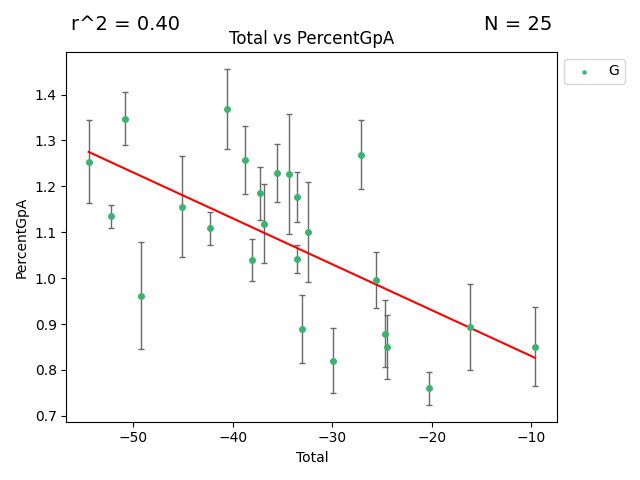 r^2 = 0.40
N = 25
Total vs PercentGpA
G
PercentGpA
1.4
1.3
1.2
1.1
1.0
0.9
0.8
0.7
−50
−40
−30
−20
−10
Total